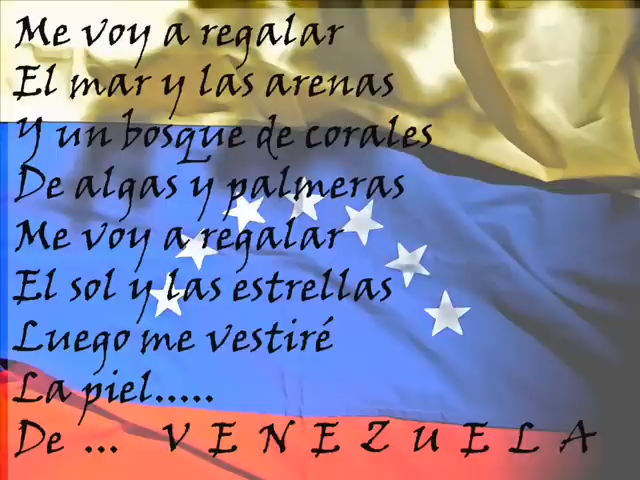 Me voy a regalar
El mar y las arenas
Y un bosque de corales
De algas y palmeras
Me voy a regalar
El sol y las estrellas
Luego me vestiré
La piel.....
De ... V E N E Z U E L A